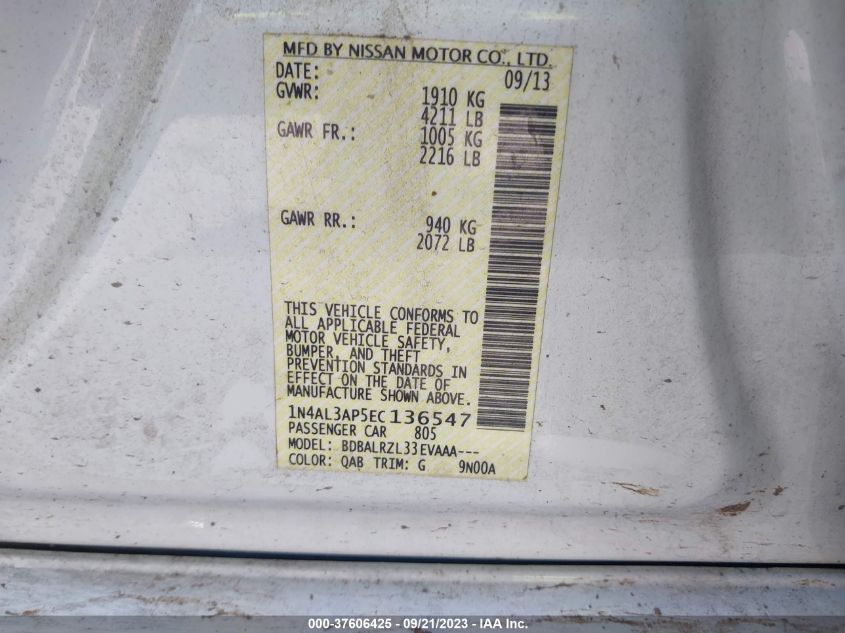 MFD BY NISSAN MOTOR CO., LTD.
DATE: 09/13
GVWR: 1910 KG
4211 LB
GAWR FR.: 1005 KG
2216 LB
GAWR RR.: 940 KG
2072 LB
THIS VEHICLE CONFORMS TO
ALL APPLICABLE FEDERAL
MOTOR VEHICLE SAFETY,
BUMPER, AND THEFT
PREVENTION STANDARDS IN
EFFECT ON THE DATE OF
MANUFACTURE SHOWN ABOVE.
1N4AL3AP5EC136547
PASSENGER CAR 805
MODEL: BDBALRZL33EVAAA---
COLOR: QAB TRIM: G 9N00A
000-37606425 - 09/21/2023 - IAA Inc.